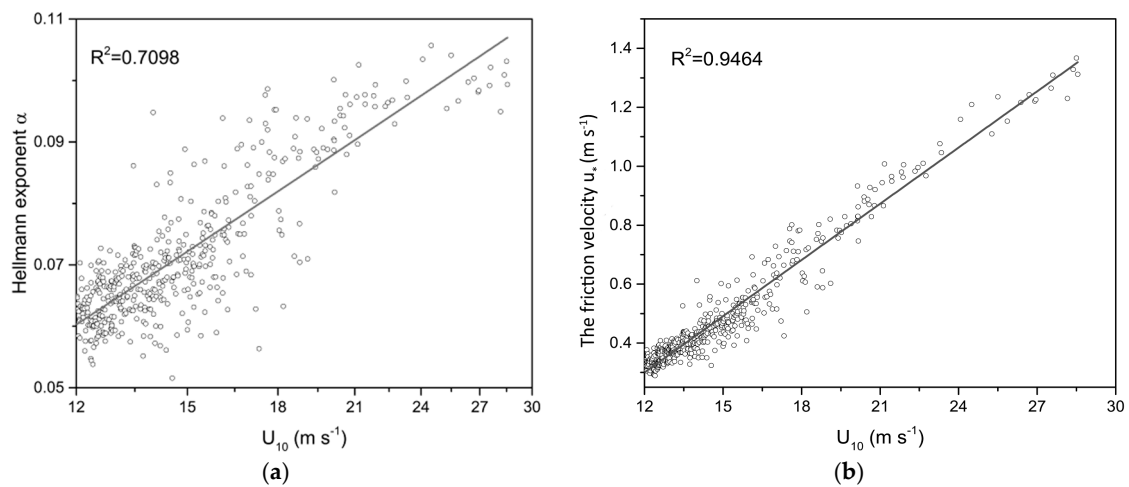 R²=0.7098
Hellmann exponent α
0.11
0.09
0.07
0.05
12 15 18 21 24 27 30
U₁₀ (m s⁻¹)
(a)
R²=0.9464
The friction velocity u* (m s⁻¹)
1.4
1.2
1.0
0.8
0.6
0.4
12 15 18 21 24 27 30
U₁₀ (m s⁻¹)
(b)